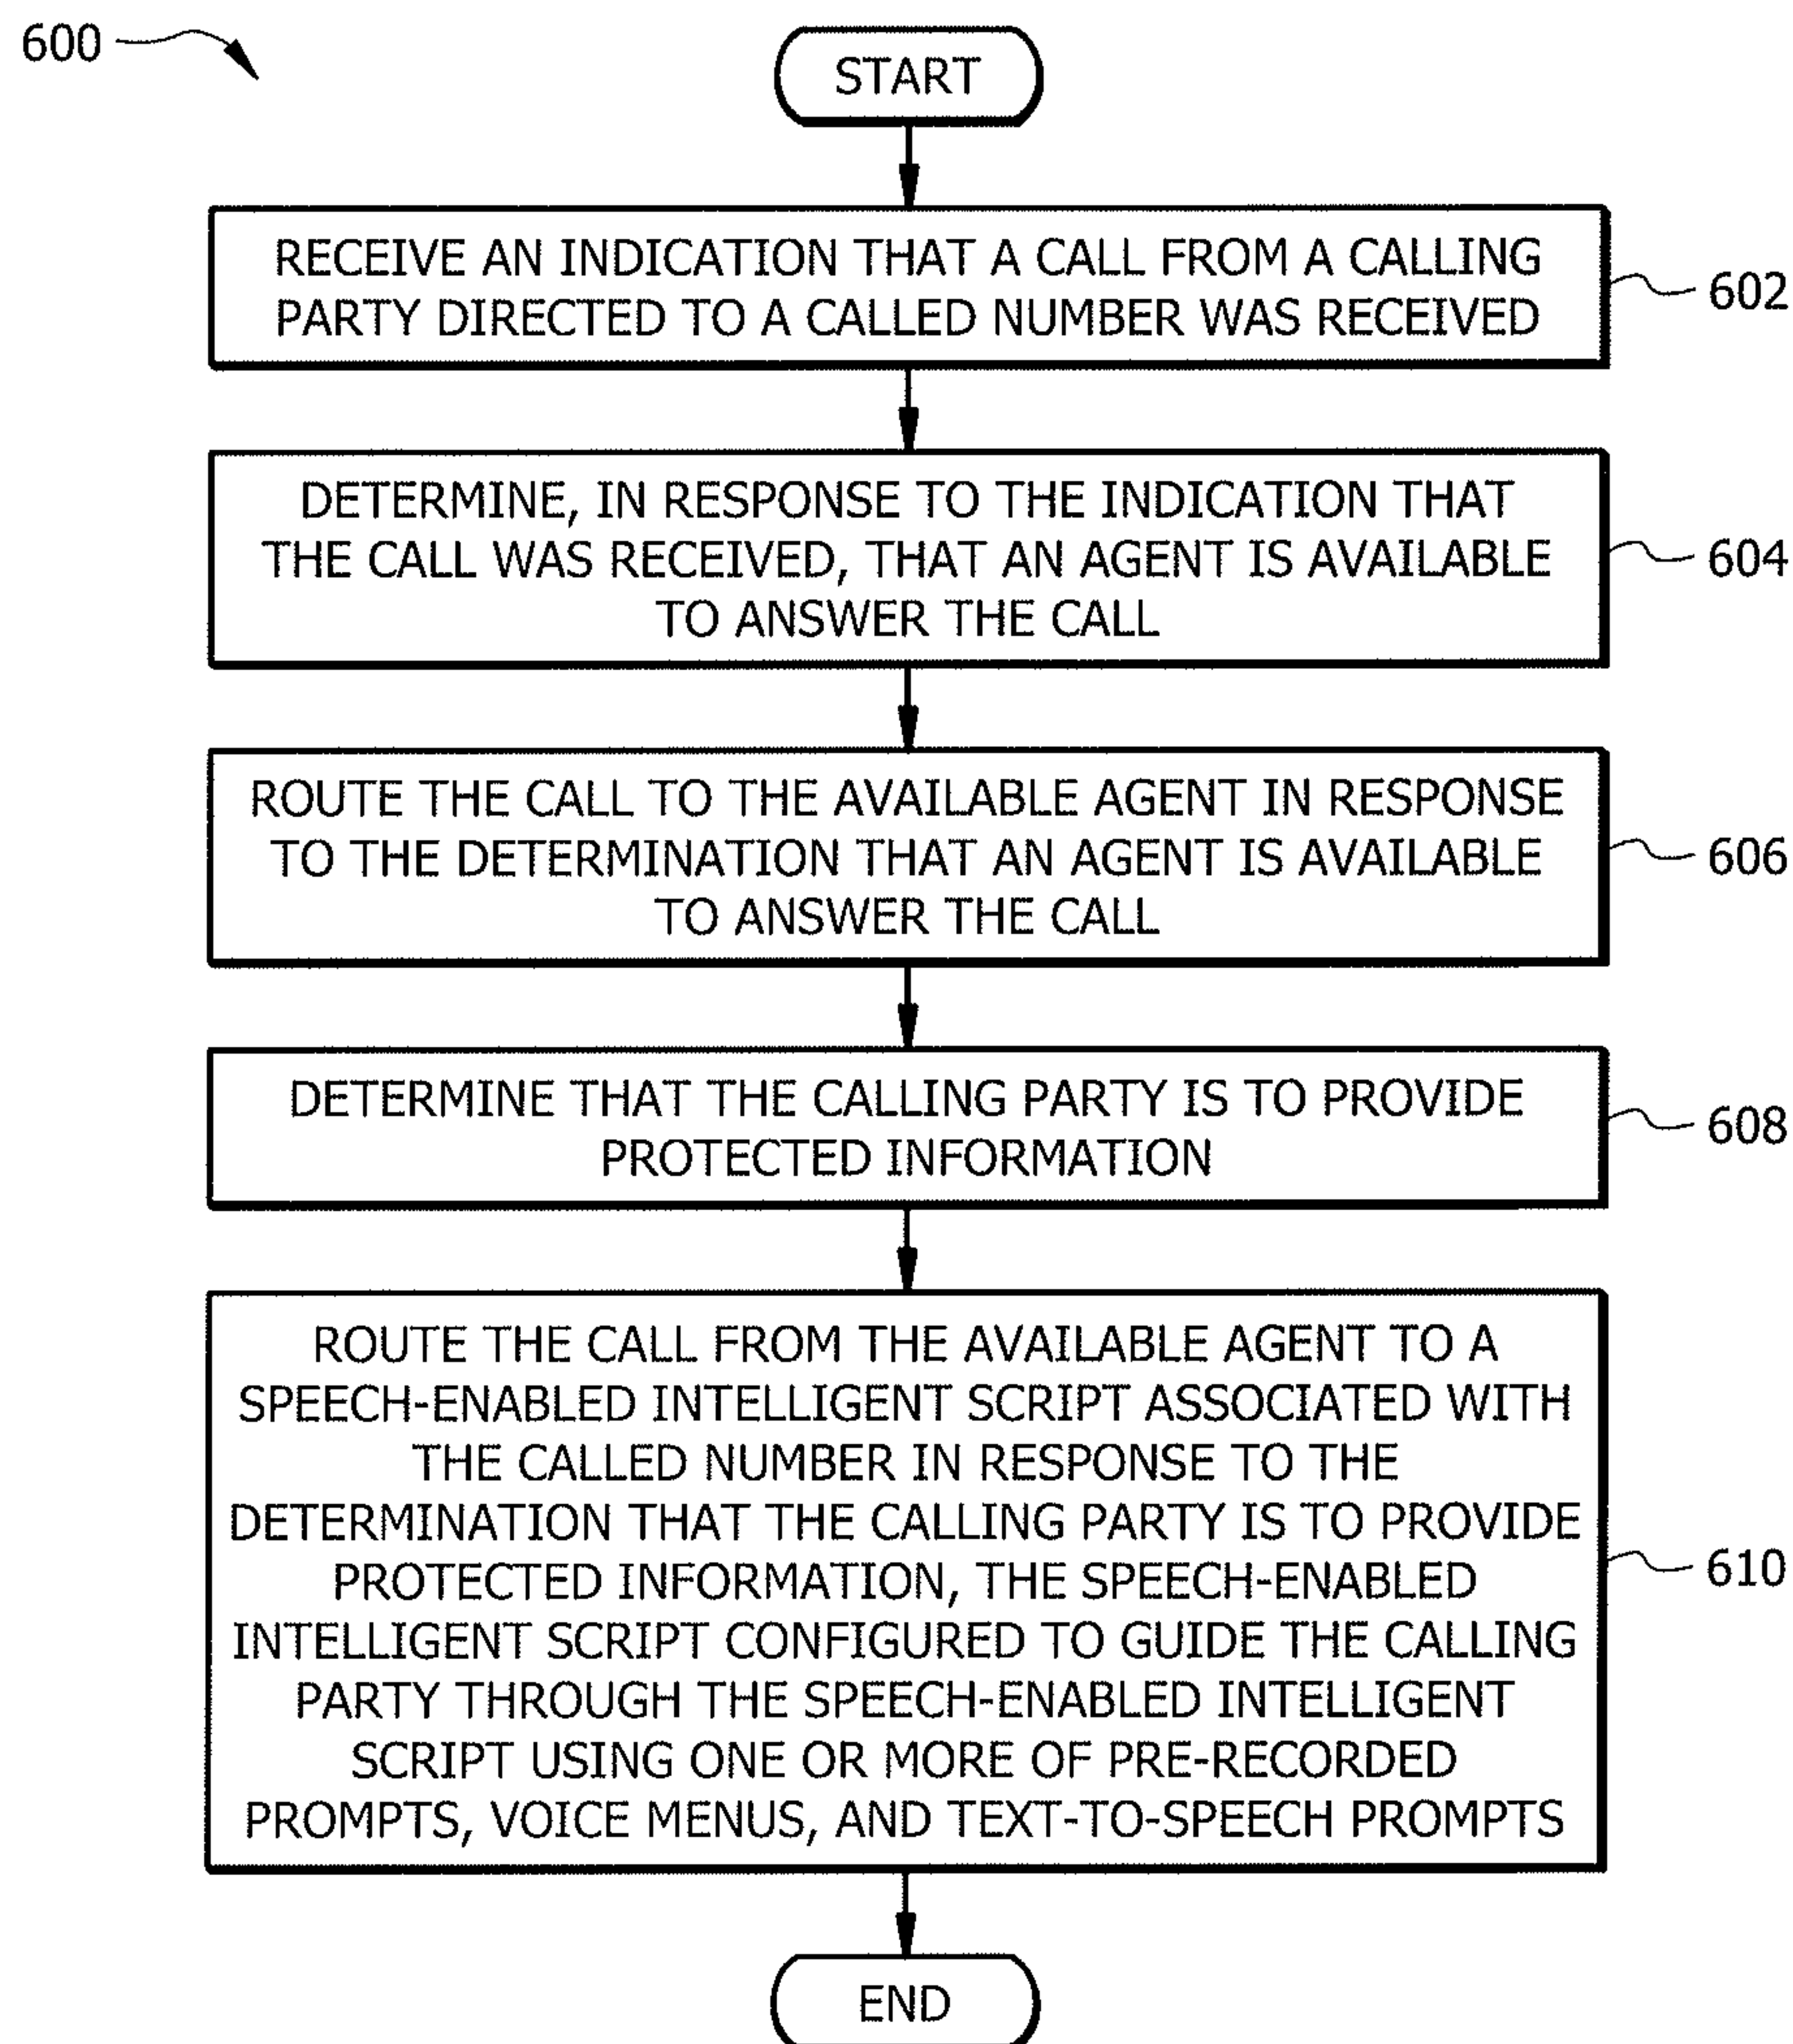 600
START
RECEIVE AN INDICATION THAT A CALL FROM A CALLING
PARTY DIRECTED TO A CALLED NUMBER WAS RECEIVED
602
DETERMINE, IN RESPONSE TO THE INDICATION THAT
THE CALL WAS RECEIVED, THAT AN AGENT IS AVAILABLE
TO ANSWER THE CALL
604
ROUTE THE CALL TO THE AVAILABLE AGENT IN RESPONSE
TO THE DETERMINATION THAT AN AGENT IS AVAILABLE
TO ANSWER THE CALL
606
DETERMINE THAT THE CALLING PARTY IS TO PROVIDE
PROTECTED INFORMATION
608
ROUTE THE CALL FROM THE AVAILABLE AGENT TO A
SPEECH-ENABLED INTELLIGENT SCRIPT ASSOCIATED WITH
THE CALLED NUMBER IN RESPONSE TO THE
DETERMINATION THAT THE CALLING PARTY IS TO PROVIDE
PROTECTED INFORMATION, THE SPEECH-ENABLED
INTELLIGENT SCRIPT CONFIGURED TO GUIDE THE CALLING
PARTY THROUGH THE SPEECH-ENABLED INTELLIGENT
SCRIPT USING ONE OR MORE OF PRE-RECORDED
PROMPTS, VOICE MENUS, AND TEXT-TO-SPEECH PROMPTS
610
END